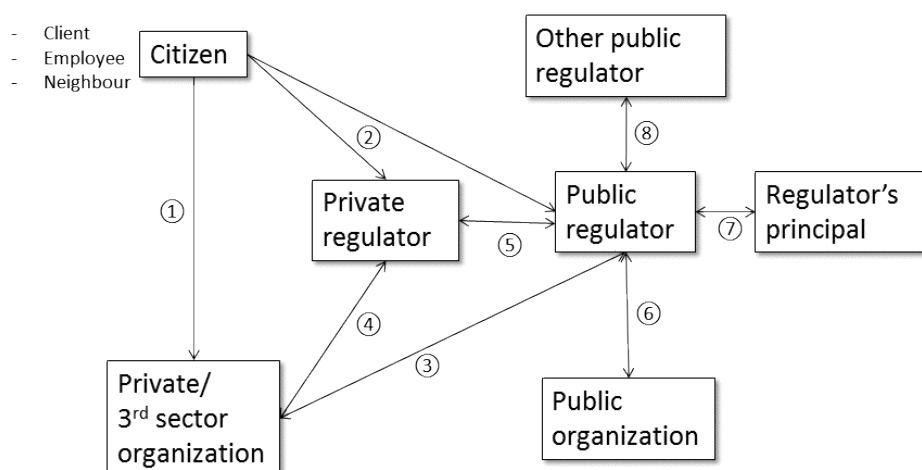 - Client
- Employee
- Neighbour
Citizen
Other public
regulator
②
⑧
①
Private
regulator
Public
regulator
Regulator's
principal
⑤
⑦
④
⑥
③
Private/
3rd sector
organization
Public
organization